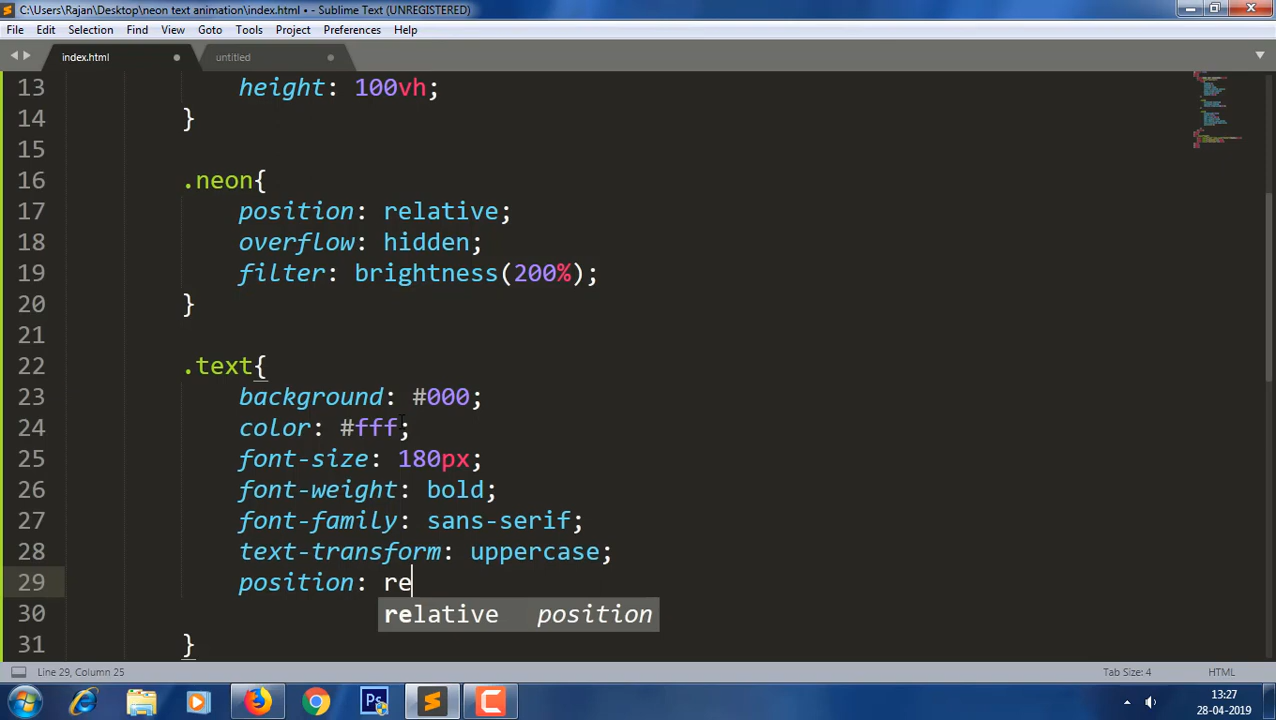 C:\Users\Rajan\Desktop\neon text animation\index.html • - Sublime Text (UNREGISTERED)
File Edit Selection Find View Goto Tools Project Preferences Help
index.html untitled
13 height: 100vh;
14 }
15
16 .neon{
17 position: relative;
18 overflow: hidden;
19 filter: brightness(200%);
20 }
21
22 .text{
23 background: #000;
24 color: #fff;
25 font-size: 180px;
26 font-weight: bold;
27 font-family: sans-serif;
28 text-transform: uppercase;
29 position: re
30 relative position
31 }
Line 29, Column 25 Tab Size: 4 HTML
13:27
28-04-2019